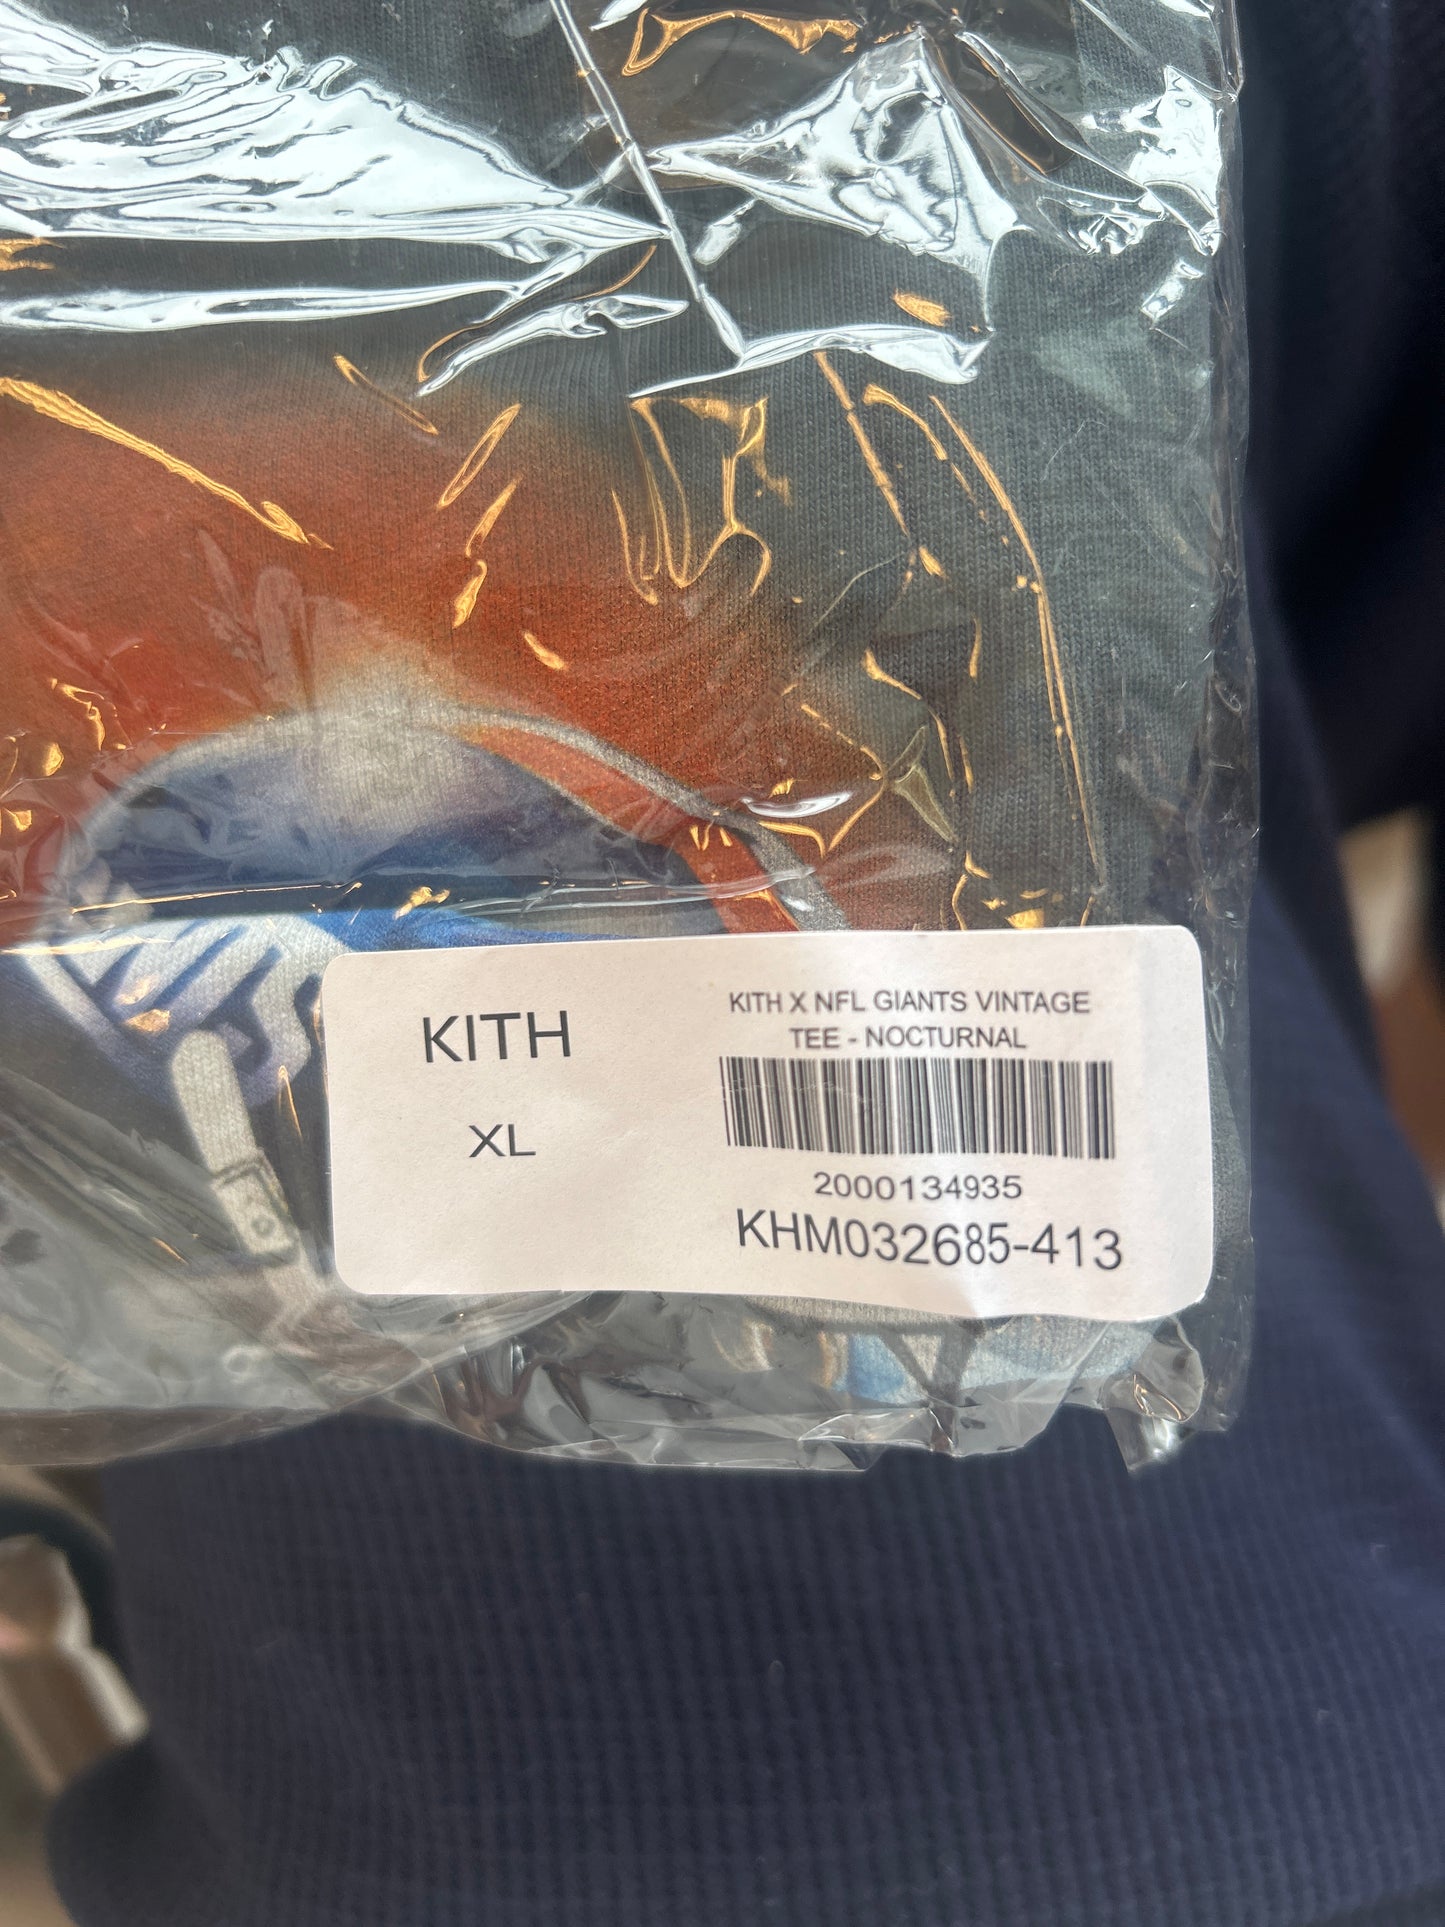 KITH
XL
KITH X NFL GIANTS VINTAGE
TEE - NOCTURNAL
2000134935
KHM032685-413